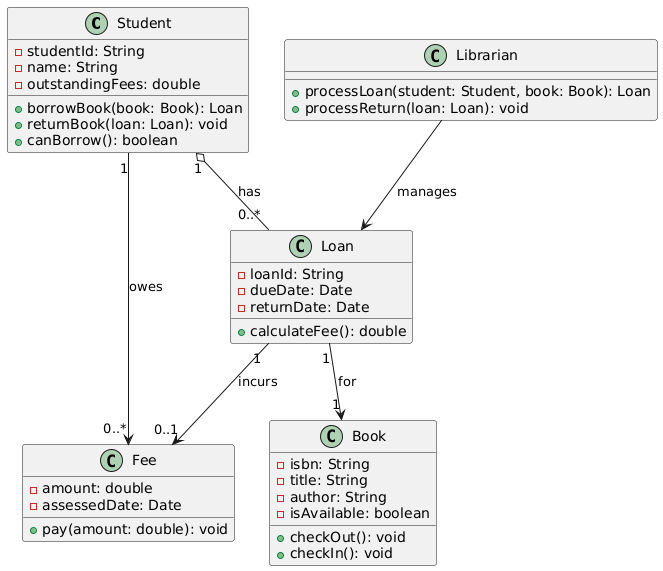 C Student
studentId: String
name: String
outstandingFees: double
borrowBook(book: Book): Loan
returnBook(loan: Loan): void
canBorrow(): boolean
C Librarian
processLoan(student: Student, book: Book): Loan
processReturn(loan: Loan): void
1
1
has
0..*
manages
owes
C Loan
loanId: String
dueDate: Date
returnDate: Date
calculateFee(): double
1
1
incurs
for
0..*
0..1
1
C Fee
amount: double
assessedDate: Date
pay(amount: double): void
C Book
isbn: String
title: String
author: String
isAvailable: boolean
checkOut(): void
checkIn(): void